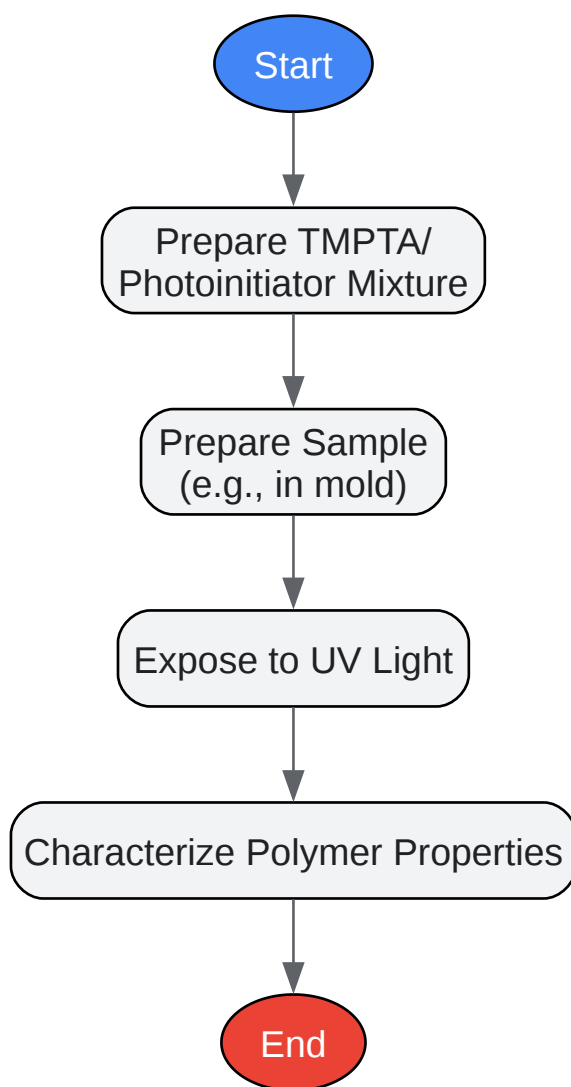 Start
Prepare TMPTA/
Photoinitiator Mixture
Prepare Sample
(e.g., in mold)
Expose to UV Light
Characterize Polymer Properties
End